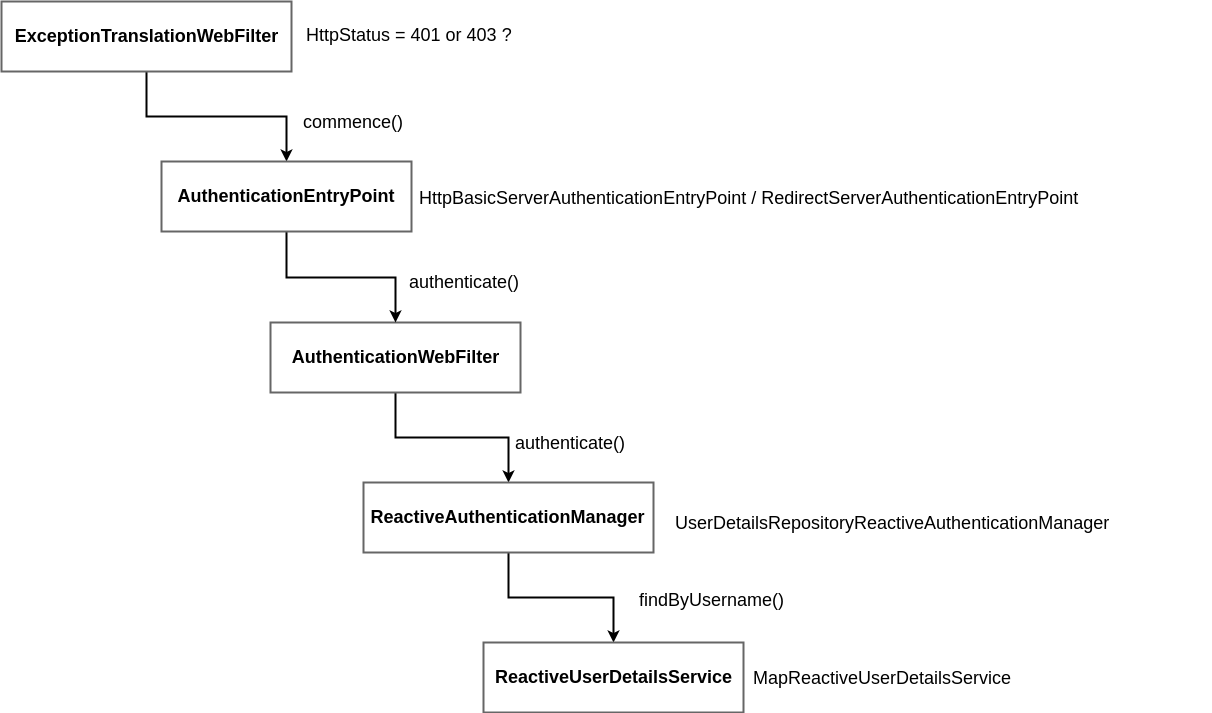 ExceptionTranslationWebFilter
HttpStatus = 401 or 403 ?
commence()
AuthenticationEntryPoint
HttpBasicServerAuthenticationEntryPoint / RedirectServerAuthenticationEntryPoint
authenticate()
AuthenticationWebFilter
authenticate()
ReactiveAuthenticationManager
UserDetailsRepositoryReactiveAuthenticationManager
findByUsername()
ReactiveUserDetailsService
MapReactiveUserDetailsService